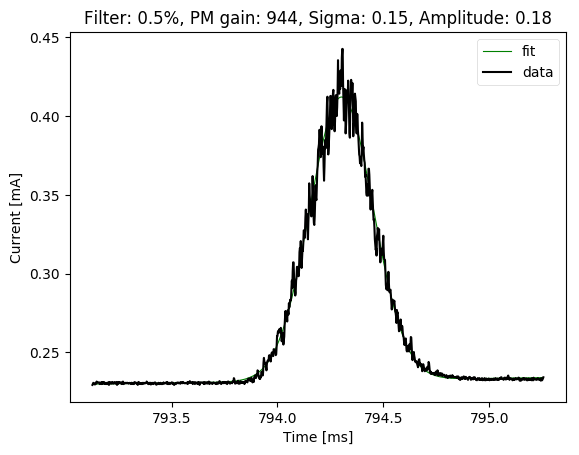 Filter: 0.5%, PM gain: 944, Sigma: 0.15, Amplitude: 0.18
fit
data
0.45
0.40
0.35
0.30
0.25
Current [mA]
793.5 794.0 794.5 795.0
Time [ms]